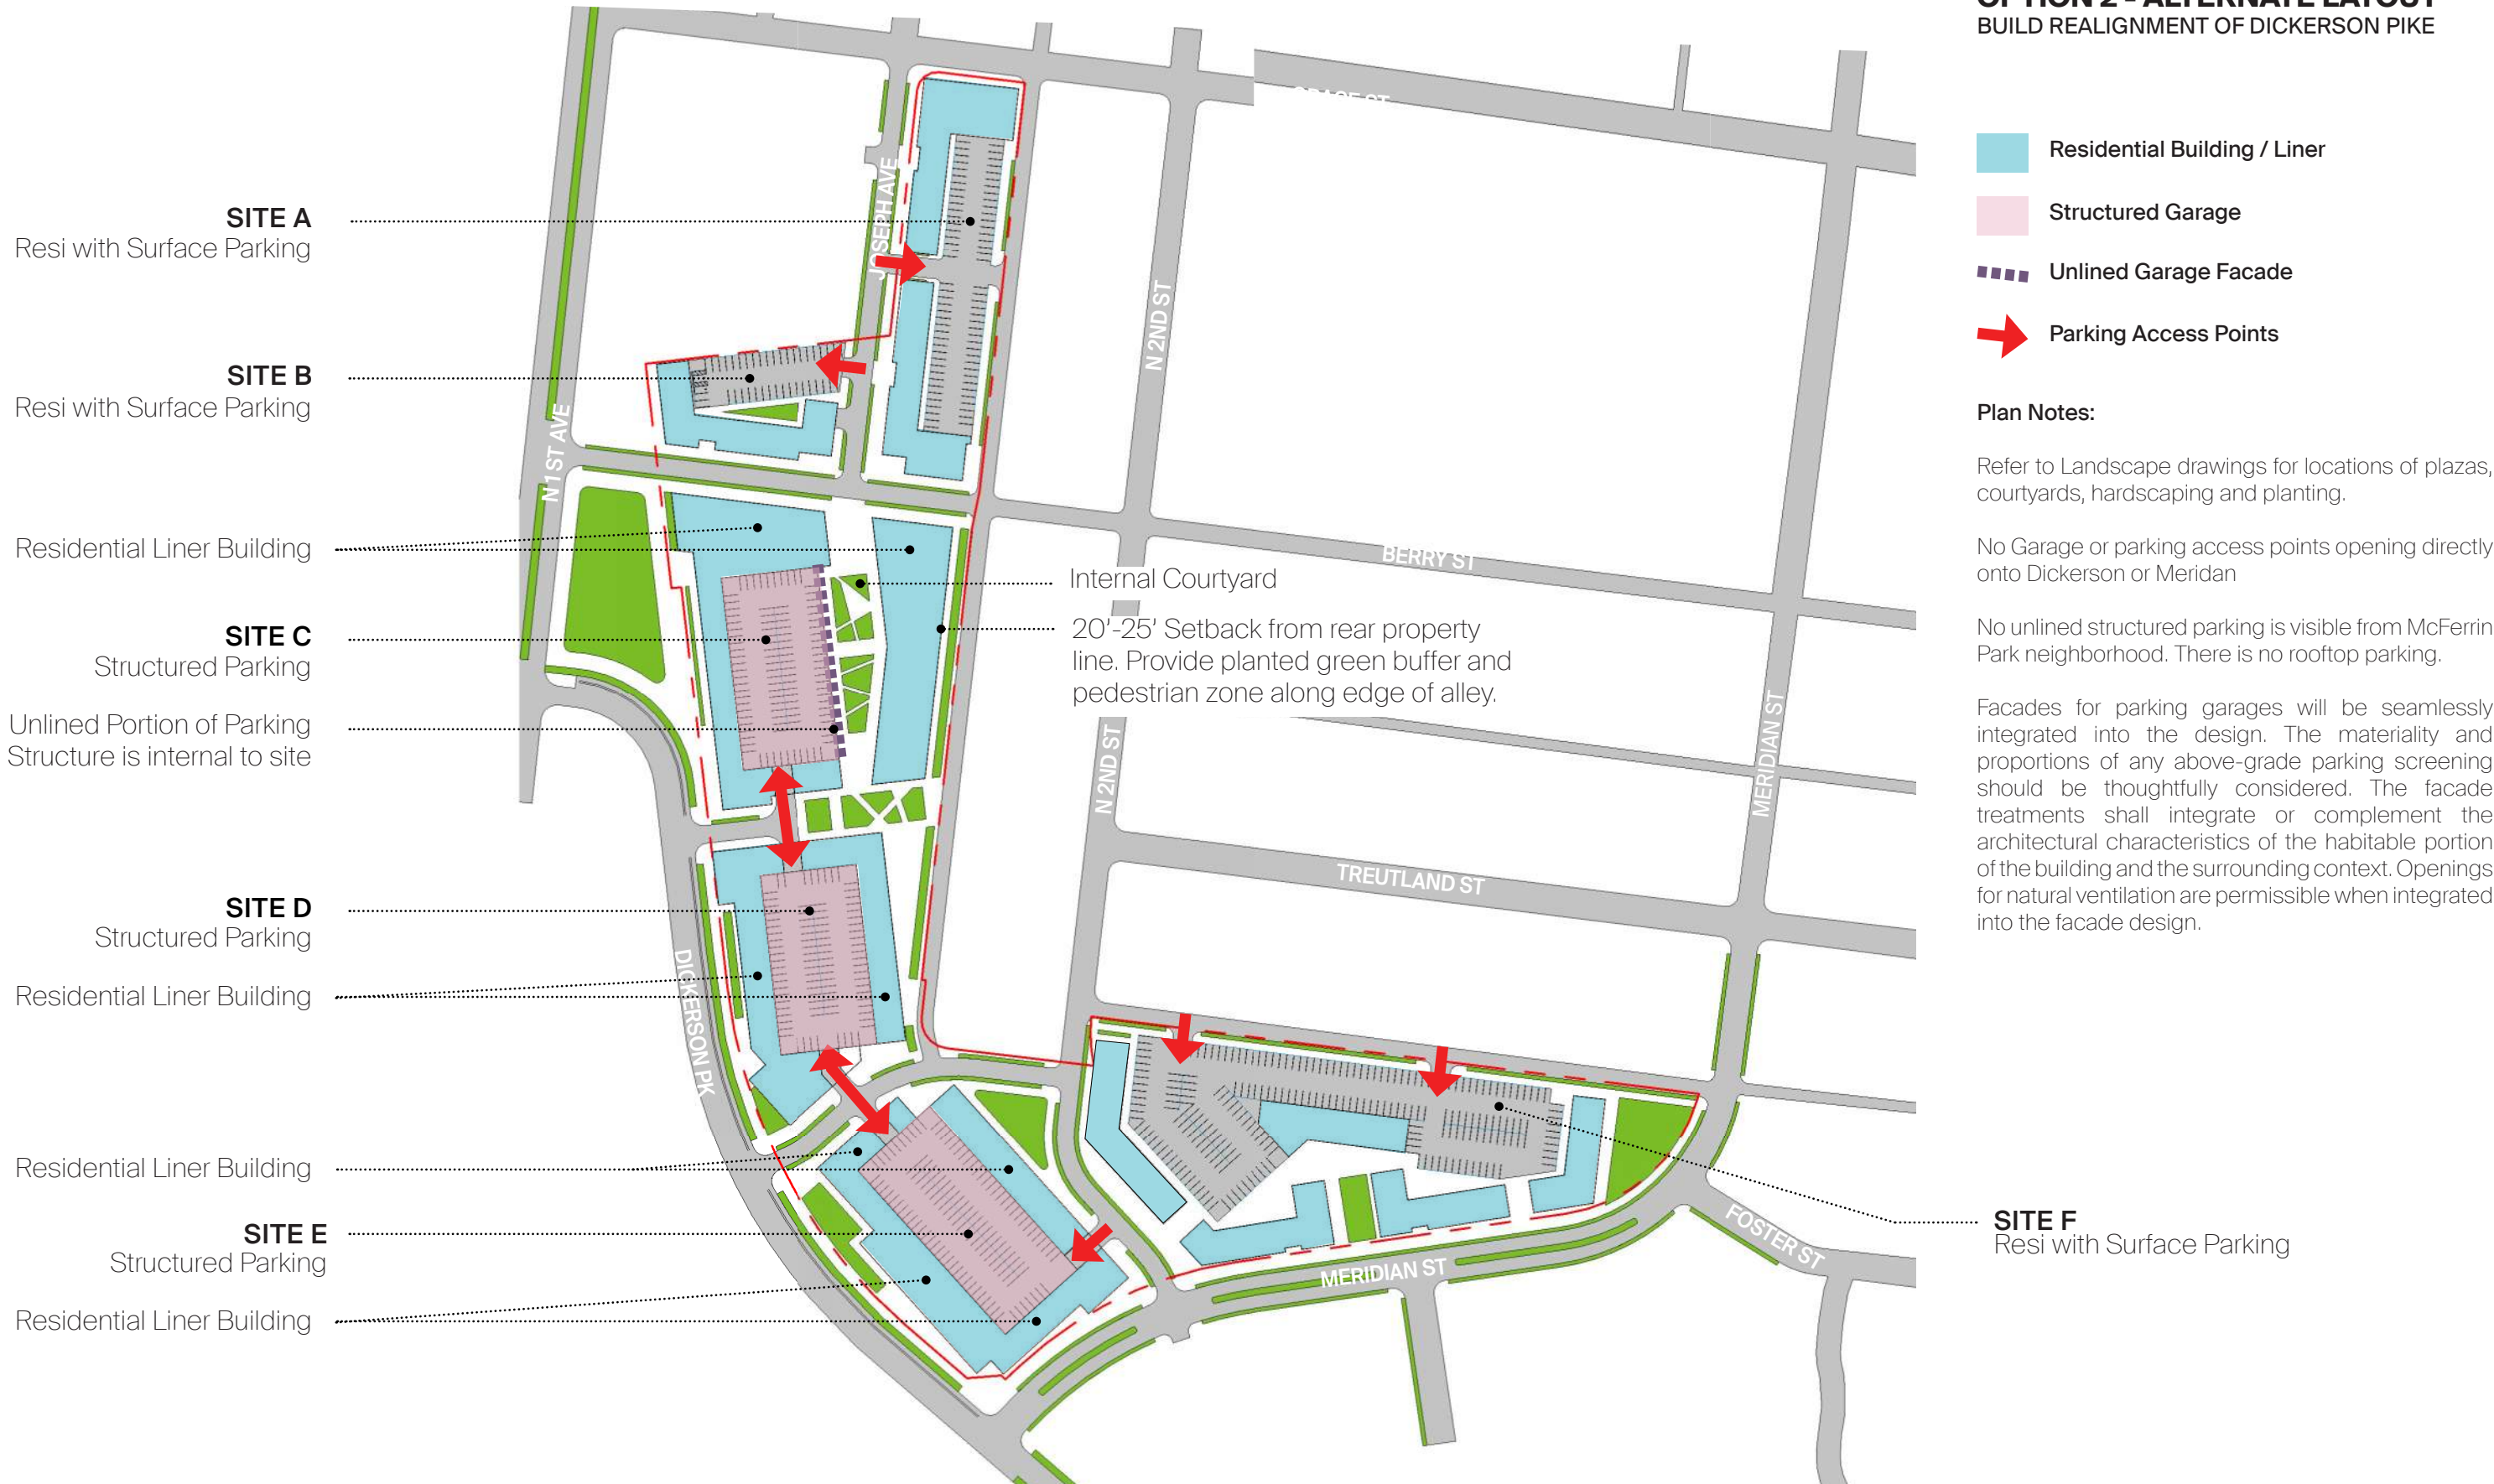 OPTION 2 - ALTERNATE LAYOUT
BUILD REALIGNMENT OF DICKERSON PIKE
Residential Building / Liner
Structured Garage
Unlined Garage Facade
Parking Access Points
Plan Notes:
Refer to Landscape drawings for locations of plazas,
courtyards, hardscaping and planting.
No Garage or parking access points opening directly
onto Dickerson or Meridan
No unlined structured parking is visible from McFerrin
Park neighborhood. There is no rooftop parking.
Facades for parking garages will be seamlessly
integrated into the design. The materiality and
proportions of any above-grade parking screening
should be thoughtfully considered. The facade
treatments shall integrate or complement the
architectural characteristics of the habitable portion
of the building and the surrounding context. Openings
for natural ventilation are permissible when integrated
into the facade design.
SITE A
Resi with Surface Parking
SITE B
Resi with Surface Parking
Residential Liner Building
SITE C
Structured Parking
Unlined Portion of Parking
Structure is internal to site
SITE D
Structured Parking
Residential Liner Building
Residential Liner Building
SITE E
Structured Parking
Residential Liner Building
Internal Courtyard
20'-25' Setback from rear property
line. Provide planted green buffer and
pedestrian zone along edge of alley.
SITE F
Resi with Surface Parking
GRACE ST
JOSEPH AVE
N 2ND ST
N 1ST AVE
BERRY ST
N 2ND ST
MERIDIAN ST
TREUTLAND ST
DICKERSON PK
MERIDIAN ST
FOSTER ST